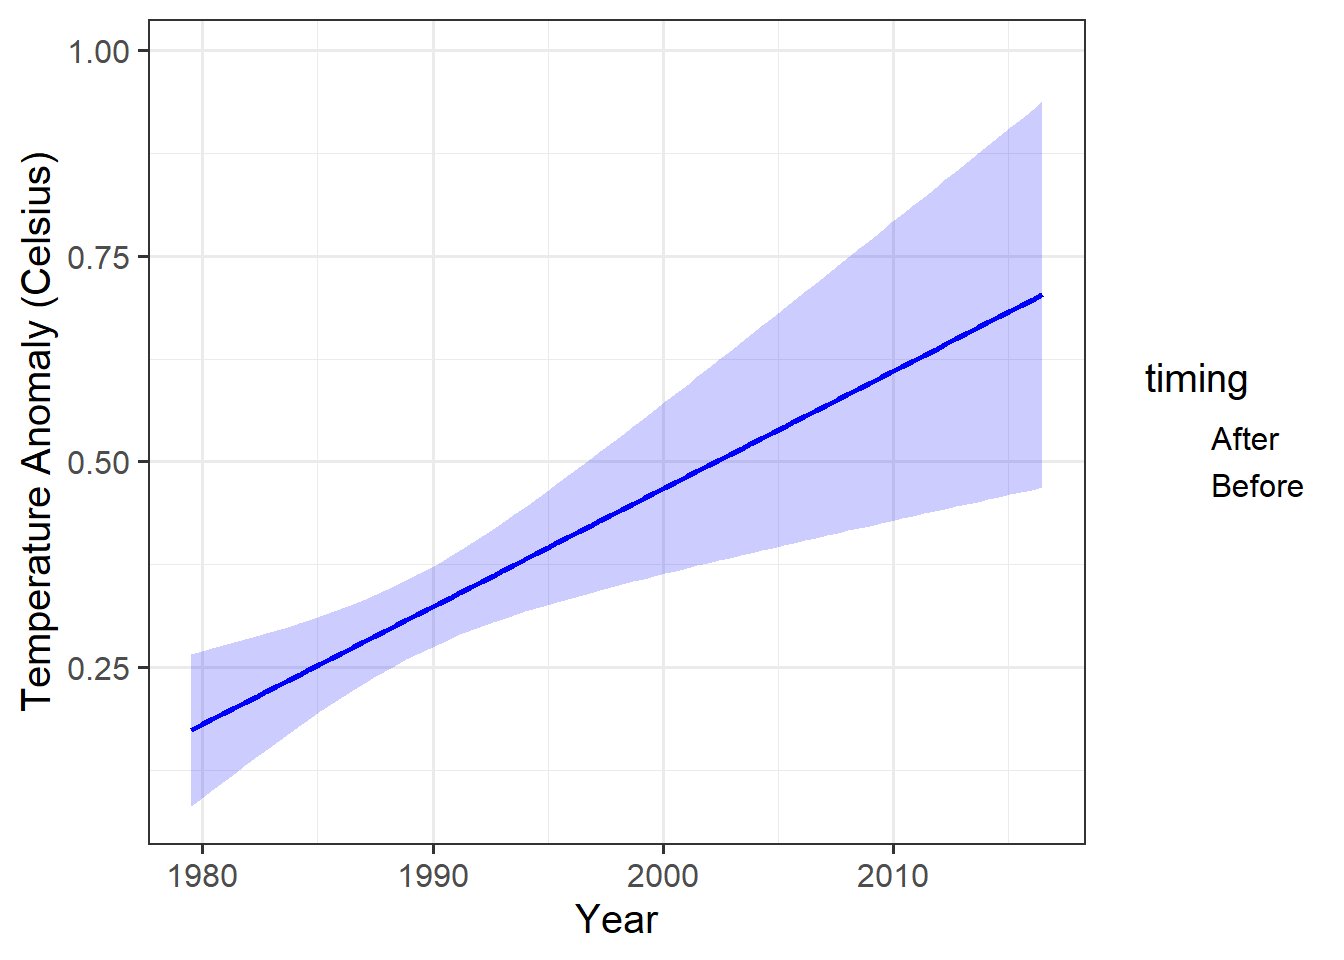 1.00
0.75
0.50
0.25
Temperature Anomaly (Celsius)
1980 1990 2000 2010
Year
timing
After
Before